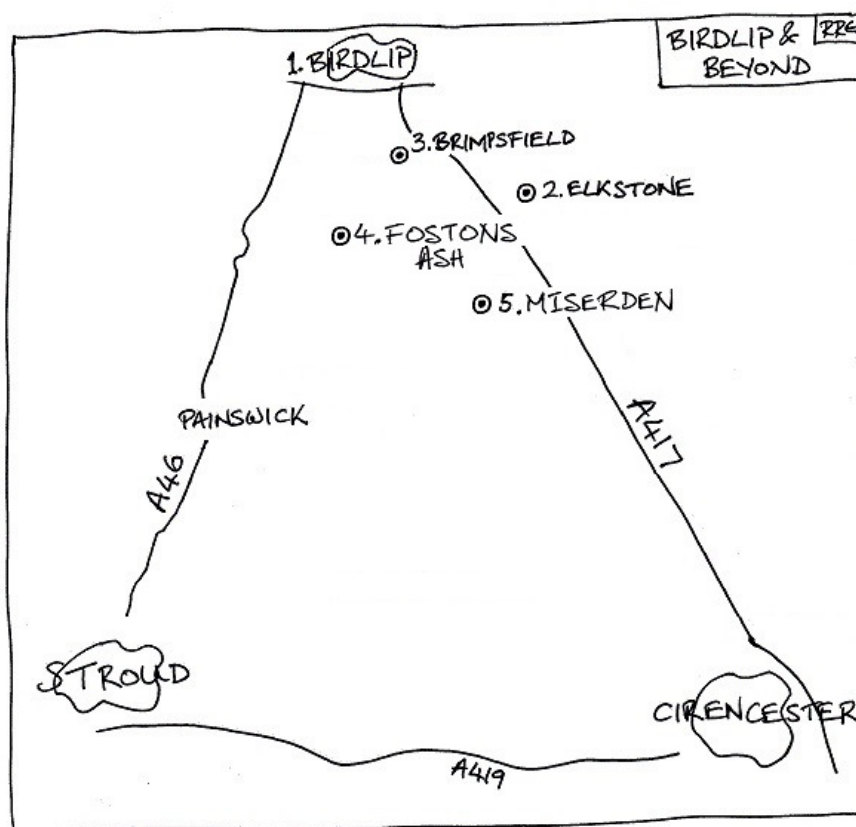 BIRDLIP &
BEYOND
1. BIRDLIP
3. BRIMPSFIELD
2. ELKSTONE
4. FOSTONS
ASH
5. MISERDEN
PAINSWICK
A417
A46
STROUD
CIRENCESTER
A419